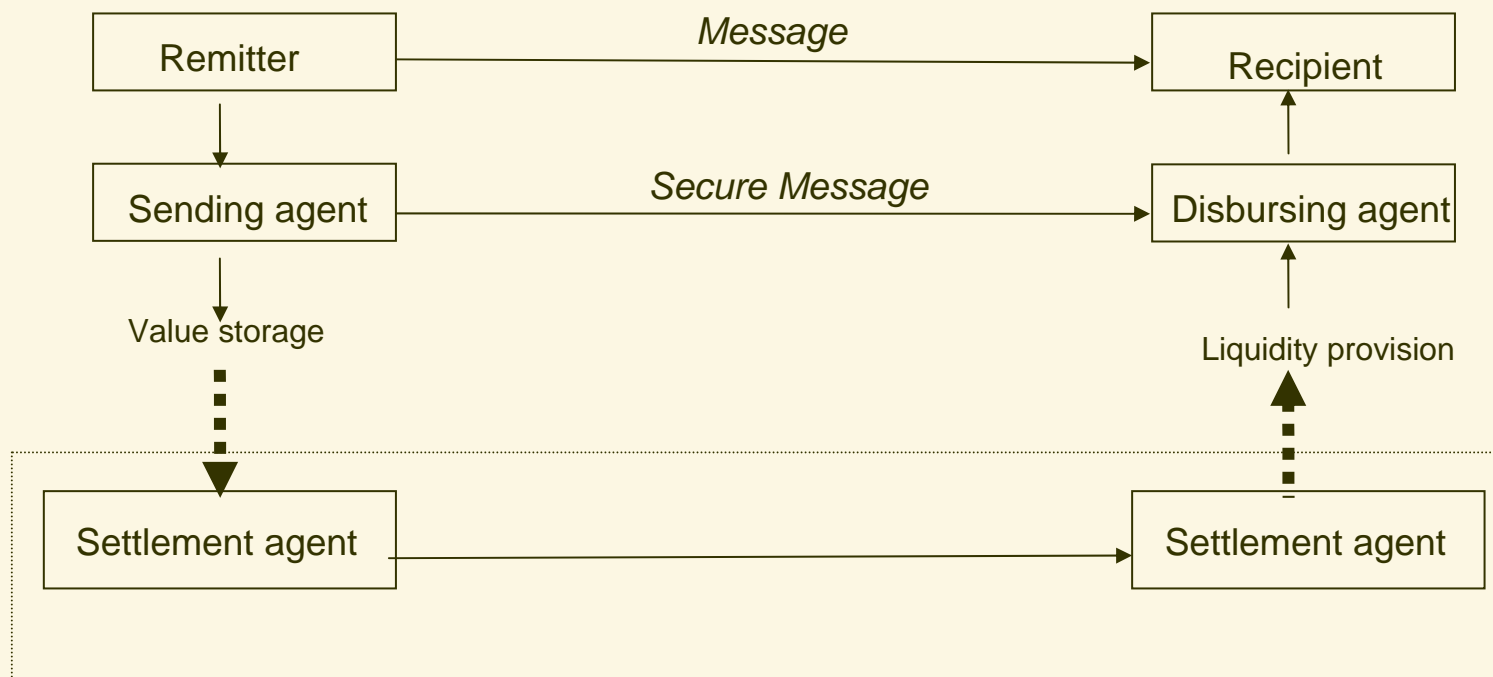 Message
Remitter
Recipient
Secure Message
Sending agent
Disbursing agent
Value storage
Liquidity provision
Settlement agent
Settlement agent